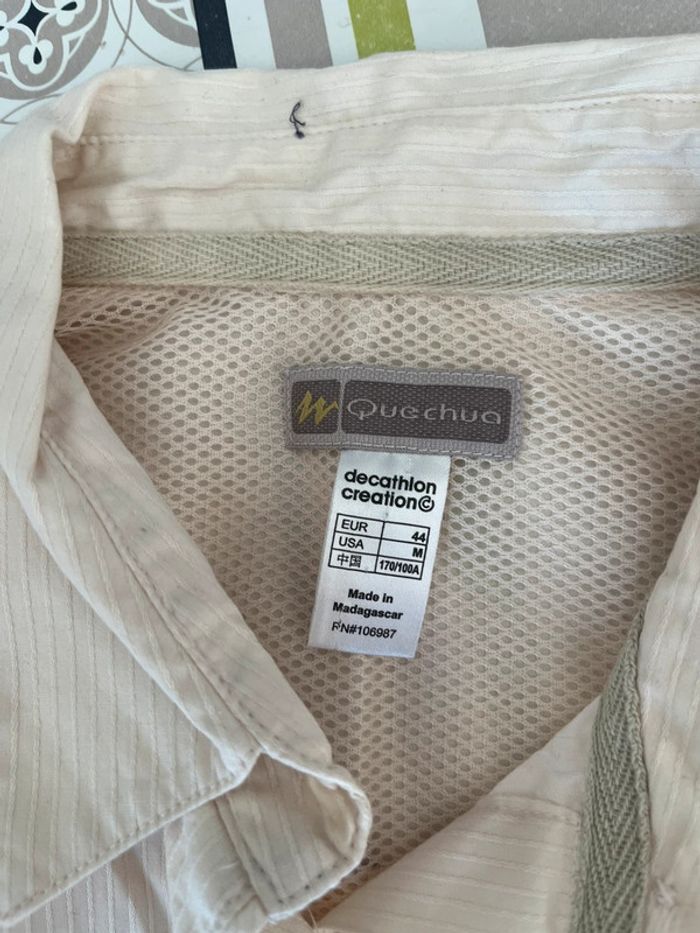 Quechua
decathlon
creation©
EUR 44
USA M
中国 170/100A
Made in
Madagascar
RN#106987